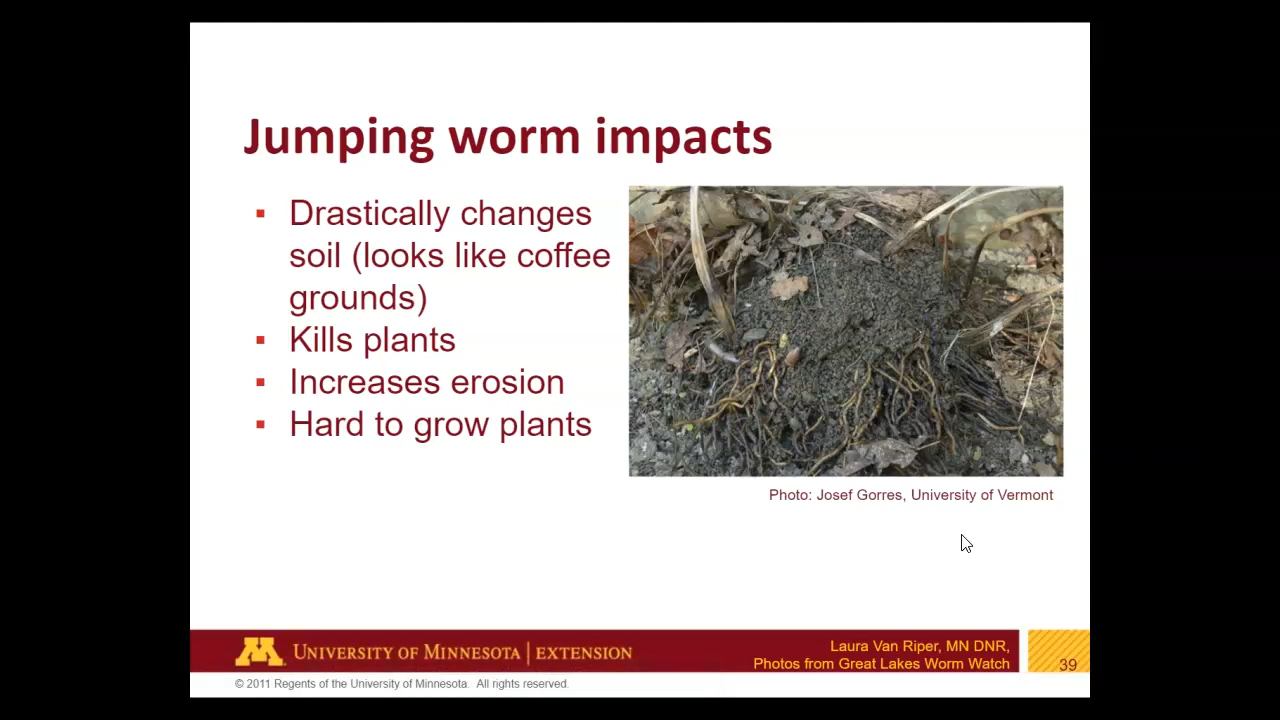 Jumping worm impacts
▪ Drastically changes
soil (looks like coffee
grounds)
▪ Kills plants
▪ Increases erosion
▪ Hard to grow plants
Photo: Josef Gorres, University of Vermont
M UNIVERSITY OF MINNESOTA | EXTENSION
Laura Van Riper, MN DNR,
Photos from Great Lakes Worm Watch
39
© 2011 Regents of the University of Minnesota. All rights reserved.